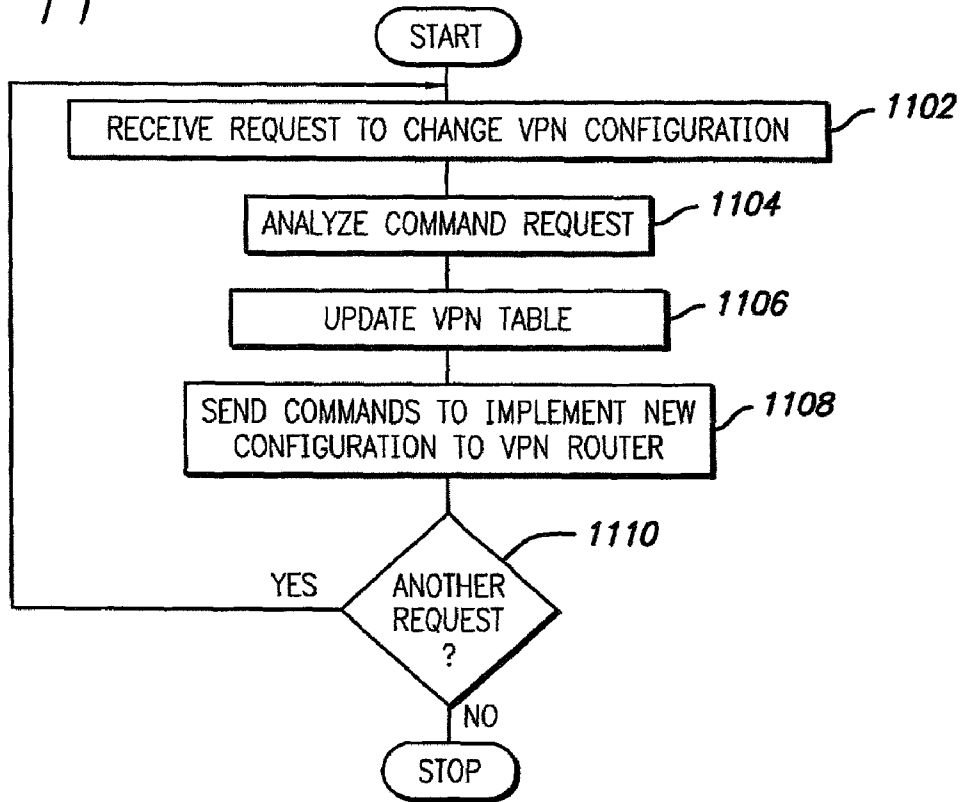 11
START
RECEIVE REQUEST TO CHANGE VPN CONFIGURATION
1102
ANALYZE COMMAND REQUEST
1104
UPDATE VPN TABLE
1106
SEND COMMANDS TO IMPLEMENT NEW
CONFIGURATION TO VPN ROUTER
1108
1110
YES
ANOTHER
REQUEST
?
NO
STOP